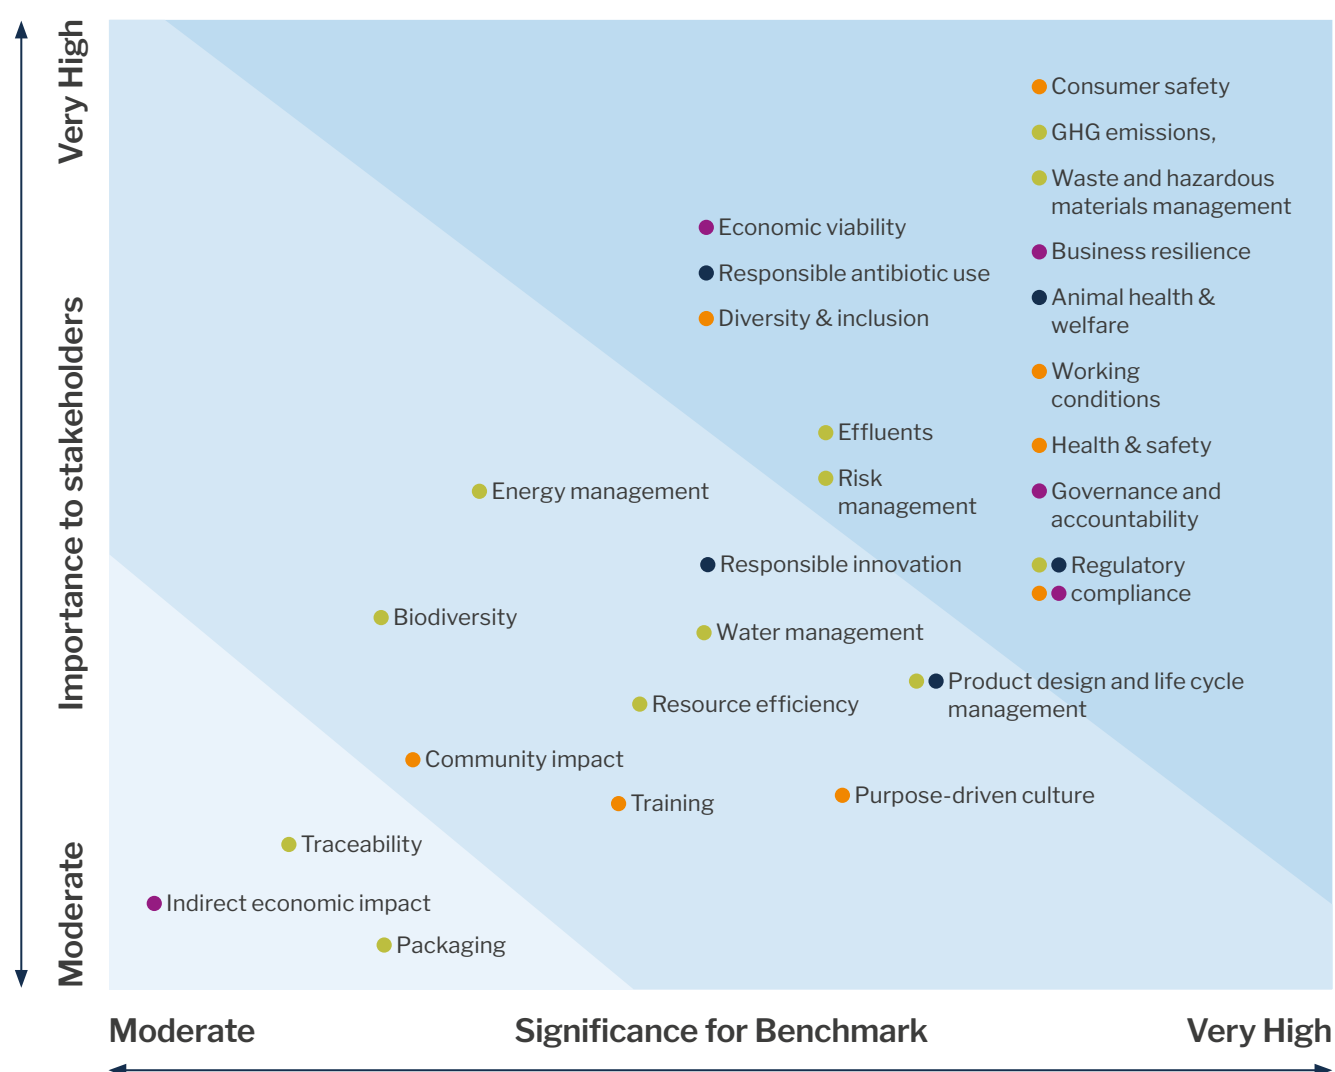 Very High
Importance to stakeholders
Moderate
Consumer safety
GHG emissions,
Waste and hazardous
materials management
Business resilience
Animal health &
welfare
Working
conditions
Health & safety
Governance and
accountability
Regulatory
compliance
Economic viability
Responsible antibiotic use
Diversity & inclusion
Effluents
Risk
management
Energy management
Responsible innovation
Biodiversity
Water management
Product design and life cycle
management
Resource efficiency
Community impact
Training
Purpose-driven culture
Traceability
Indirect economic impact
Packaging
Moderate
Significance for Benchmark
Very High